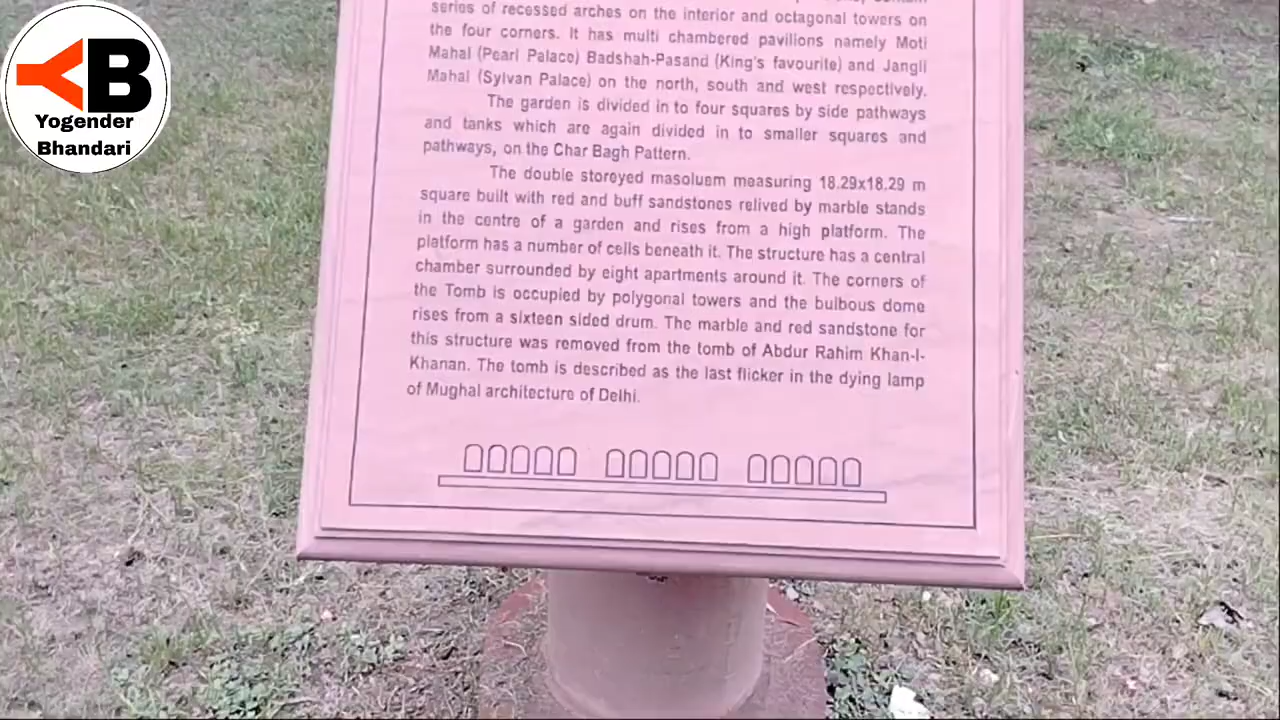 YB
Yogender
Bhandari
series of recessed arches on the interior and octagonal towers on
the four corners. It has multi chambered pavilions namely Moti
Mahal (Pearl Palace) Badshah-Pasand (King's favourite) and Jangli
Mahal (Sylvan Palace) on the north, south and west respectively.
The garden is divided in to four squares by side pathways
and tanks which are again divided in to smaller squares and
pathways, on the Char Bagh Pattern.
The double storeyed masoluem measuring 18.29x18.29 m
square built with red and buff sandstones relived by marble stands
in the centre of a garden and rises from a high platform. The
platform has a number of cells beneath it. The structure has a central
chamber surrounded by eight apartments around it. The corners of
the Tomb is occupied by polygonal towers and the bulbous dome
rises from a sixteen sided drum. The marble and red sandstone for
this structure was removed from the tomb of Abdur Rahim Khan-I-
Khanan. The tomb is described as the last flicker in the dying lamp
of Mughal architecture of Delhi.